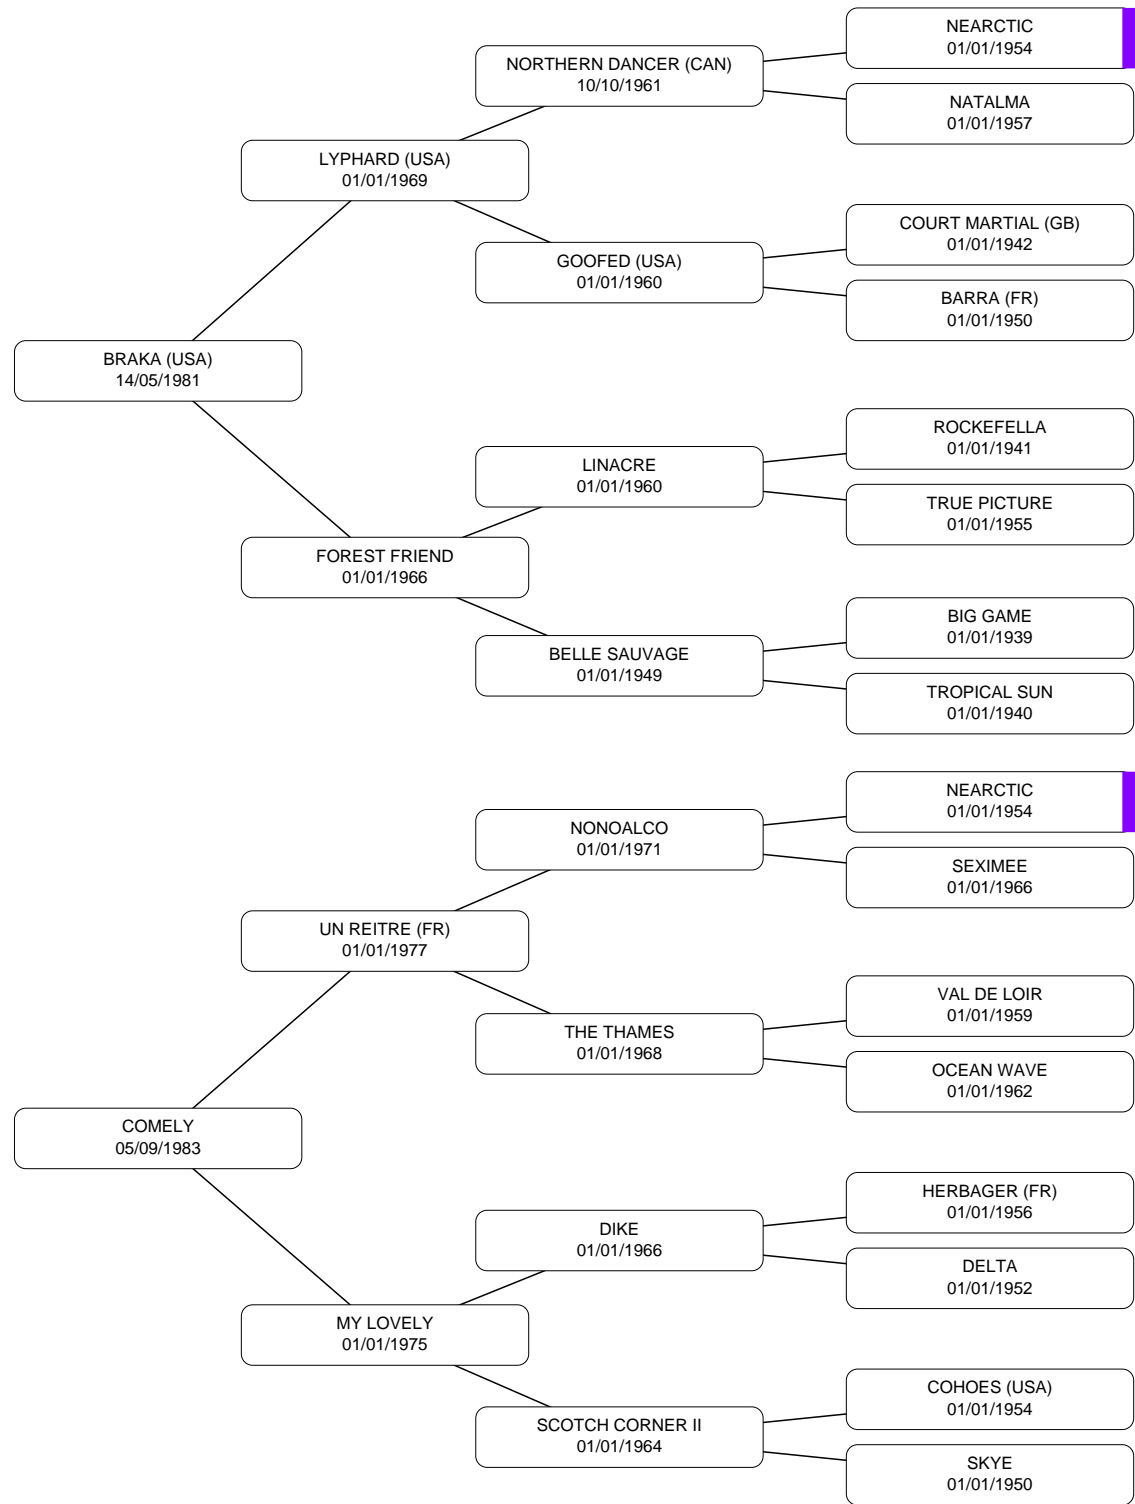 NEARCTIC
01/01/1954
NORTHERN DANCER (CAN)
10/10/1961
NATALMA
01/01/1957
LYPHARD (USA)
01/01/1969
COURT MARTIAL (GB)
01/01/1942
GOOFED (USA)
01/01/1960
BARRA (FR)
01/01/1950
BRAKA (USA)
14/05/1981
ROCKEFELLA
01/01/1941
LINACRE
01/01/1960
TRUE PICTURE
01/01/1955
FOREST FRIEND
01/01/1966
BIG GAME
01/01/1939
BELLE SAUVAGE
01/01/1949
TROPICAL SUN
01/01/1940
NEARCTIC
01/01/1954
NONOALCO
01/01/1971
SEXIMEE
01/01/1966
UN REITRE (FR)
01/01/1977
VAL DE LOIR
01/01/1959
THE THAMES
01/01/1968
OCEAN WAVE
01/01/1962
COMELY
05/09/1983
HERBAGER (FR)
01/01/1956
DIKE
01/01/1966
DELTA
01/01/1952
MY LOVELY
01/01/1975
COHOES (USA)
01/01/1954
SCOTCH CORNER II
01/01/1964
SKYE
01/01/1950